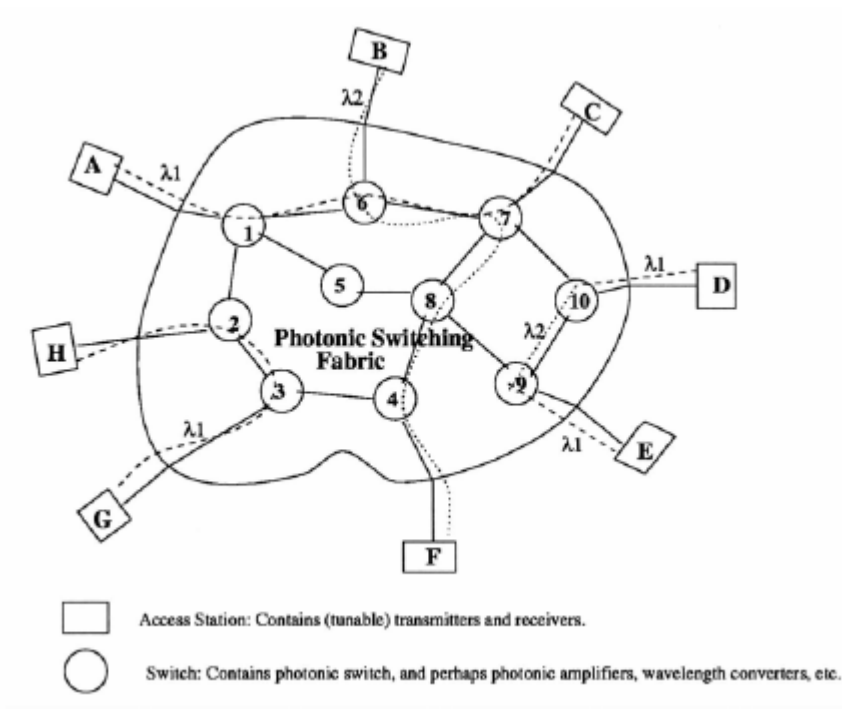 B
λ2
C
A
λ1
6
7
1
λ1
D
5
8
10
2
λ2
Photonic Switching
Fabric
H
3
4
9
λ1
λ1
E
G
F
Access Station: Contains (tunable) transmitters and receivers.
Switch: Contains photonic switch, and perhaps photonic amplifiers, wavelength converters, etc.